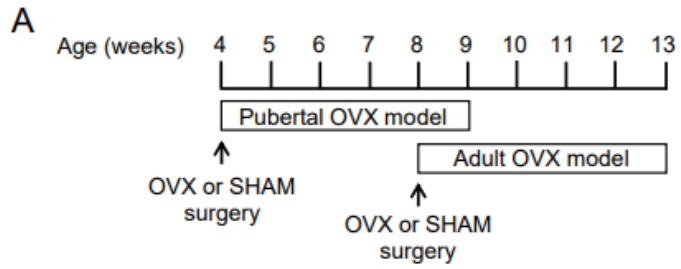 A
Age (weeks) 4 5 6 7 8 9 10 11 12 13
Pubertal OVX model
Adult OVX model
OVX or SHAM
surgery
OVX or SHAM
surgery